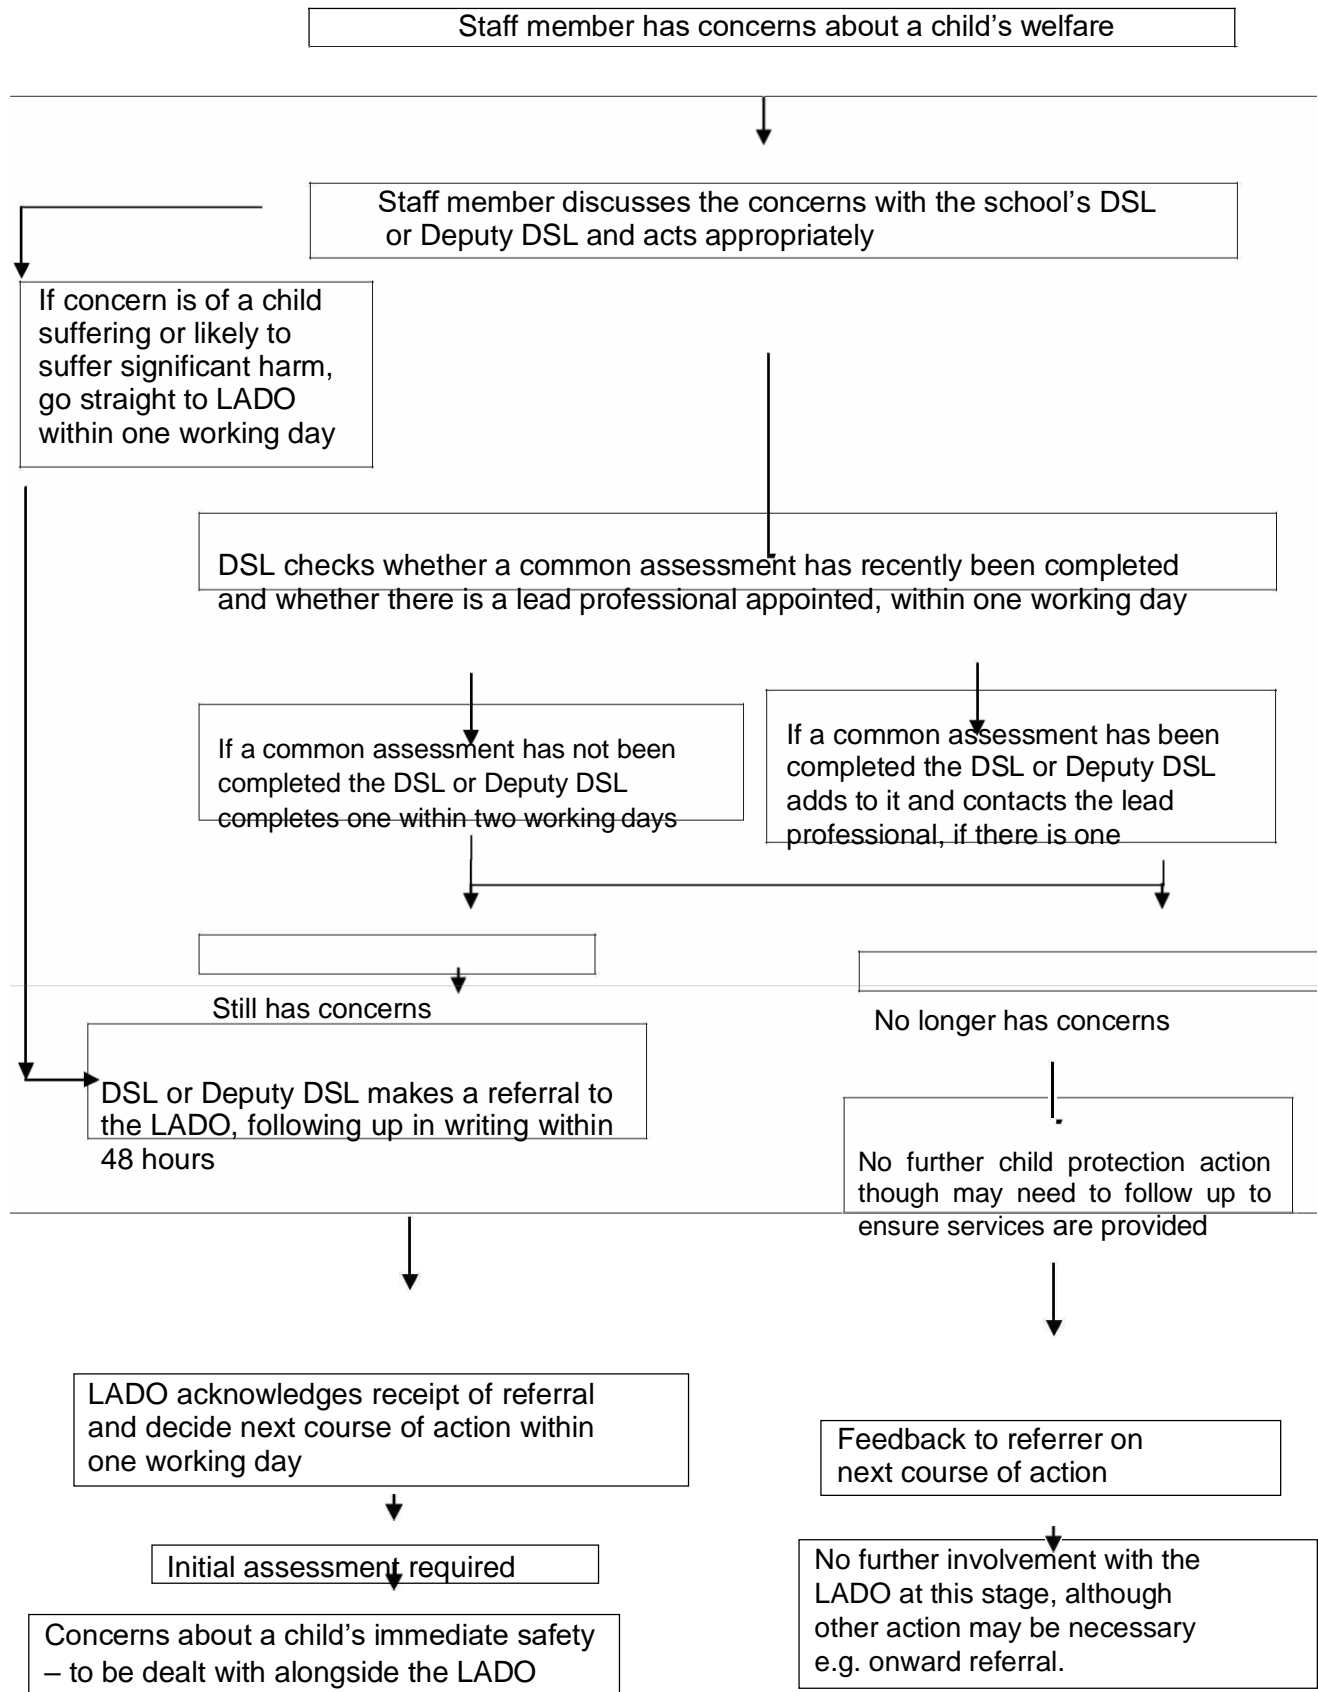 Staff member has concerns about a child’s welfare
Staff member discusses the concerns with the school’s DSL
or Deputy DSL and acts appropriately
If concern is of a child
suffering or likely to
suffer significant harm,
go straight to LADO
within one working day
DSL checks whether a common assessment has recently been completed
and whether there is a lead professional appointed, within one working day
If a common assessment has not been
completed the DSL or Deputy DSL
completes one within two working days
If a common assessment has been
completed the DSL or Deputy DSL
adds to it and contacts the lead
professional, if there is one
Still has concerns
No longer has concerns
DSL or Deputy DSL makes a referral to
the LADO, following up in writing within
48 hours
No further child protection action
though may need to follow up to
ensure services are provided
LADO acknowledges receipt of referral
and decide next course of action within
one working day
Feedback to referrer on
next course of action
Initial assessment required
No further involvement with the
LADO at this stage, although
other action may be necessary
e.g. onward referral.
Concerns about a child’s immediate safety
– to be dealt with alongside the LADO